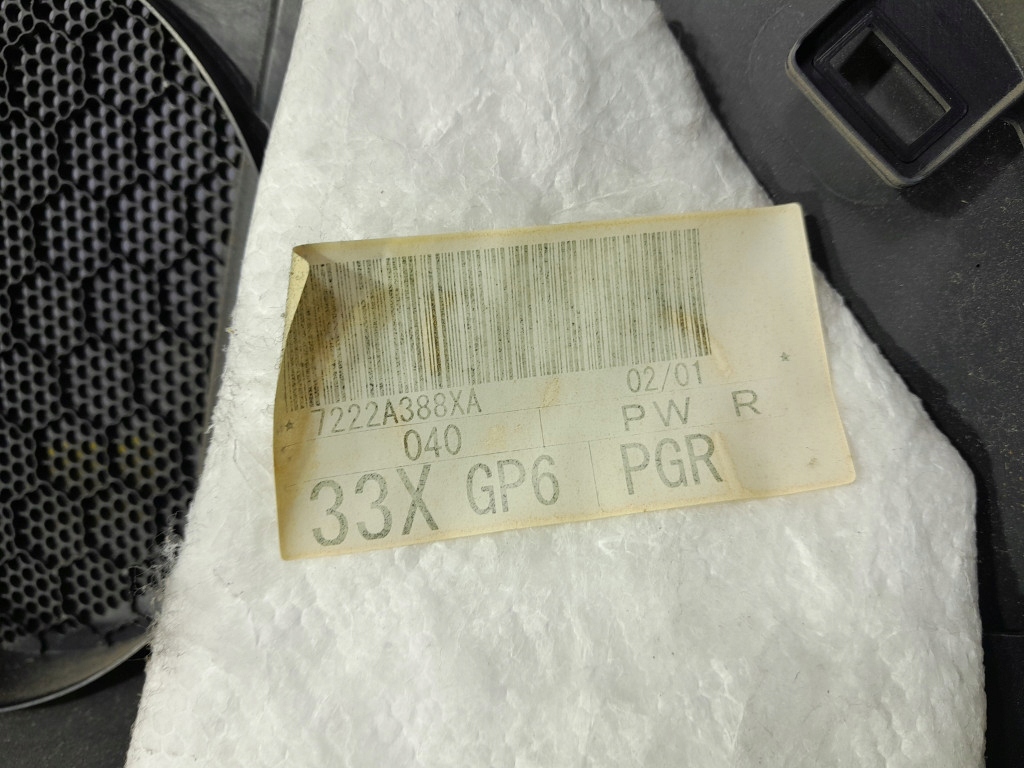 * 7222A388XA 02/01 *
040 PW R
33X GP6 PGR